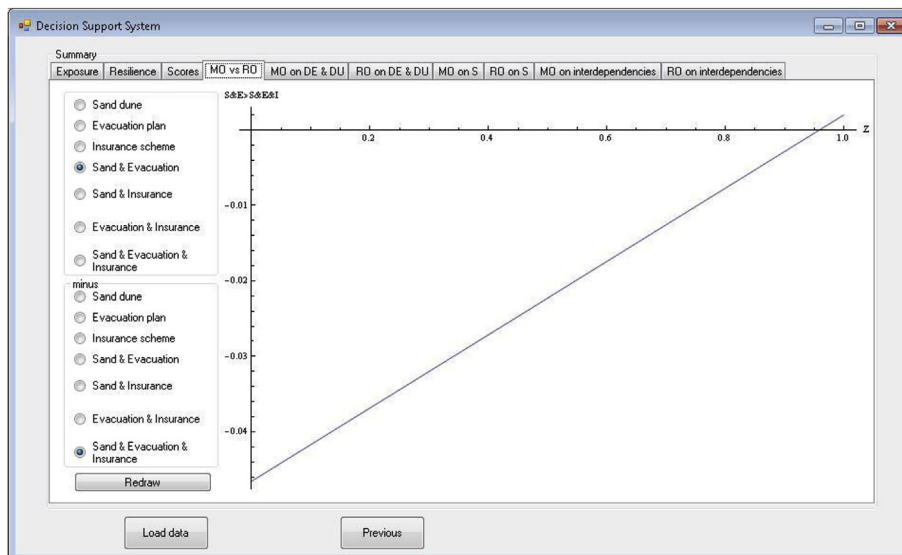 Decision Support System
Summary
Exposure Resilience Scores MO vs RO MO on DE & DU RO on DE & DU MO on S RO on S MO on interdependencies RO on interdependencies
Sand dune
Evacuation plan
Insurance scheme
Sand & Evacuation
Sand & Insurance
Evacuation & Insurance
Sand & Evacuation &
Insurance
minus
Sand dune
Evacuation plan
Insurance scheme
Sand & Evacuation
Sand & Insurance
Evacuation & Insurance
Sand & Evacuation &
Insurance
Redraw
S&E>S&E&I
0.2 0.4 0.6 0.8 1.0 Z
-0.01
-0.02
-0.03
-0.04
Load data Previous